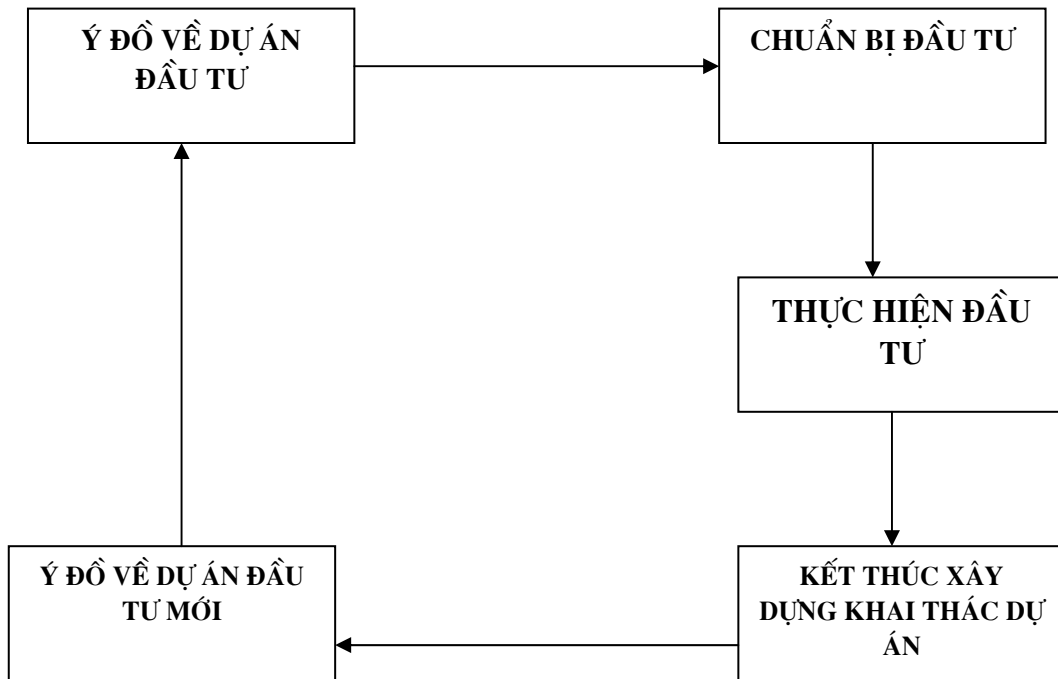 Ý ĐỒ VỀ DỰ ÁN
ĐẦU TƯ
CHUẨN BỊ ĐẦU TƯ
THỰC HIỆN ĐẦU
TƯ
KẾT THÚC XÂY
DỰNG KHAI THÁC DỰ
ÁN
Ý ĐỒ VỀ DỰ ÁN ĐẦU
TƯ MỚI